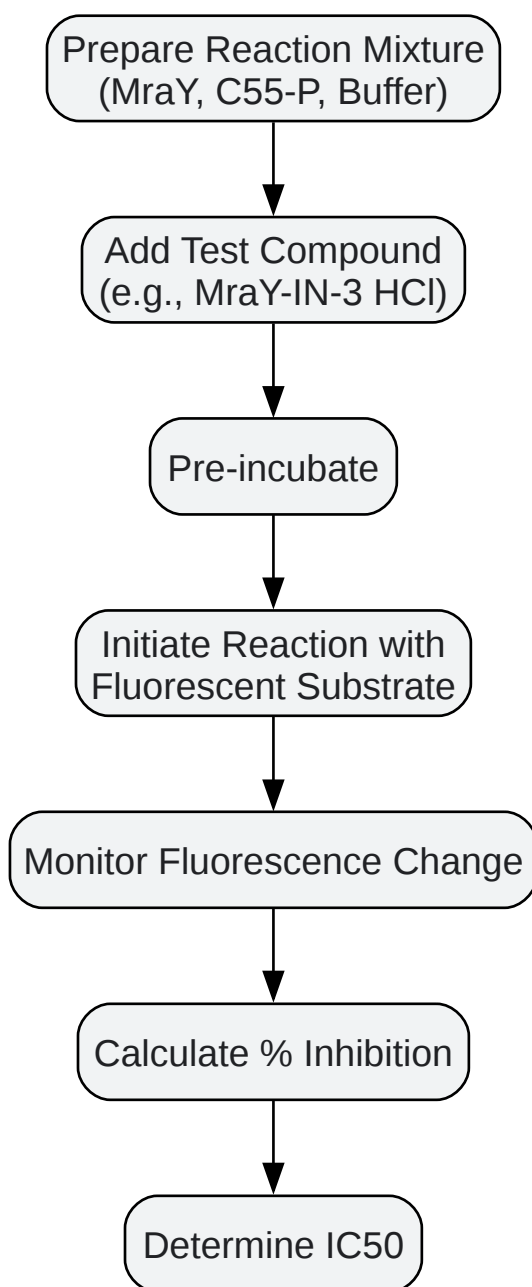 Prepare Reaction Mixture
(MraY, C55-P, Buffer)
Add Test Compound
(e.g., MraY-IN-3 HCl)
Pre-incubate
Initiate Reaction with
Fluorescent Substrate
Monitor Fluorescence Change
Calculate % Inhibition
Determine IC50